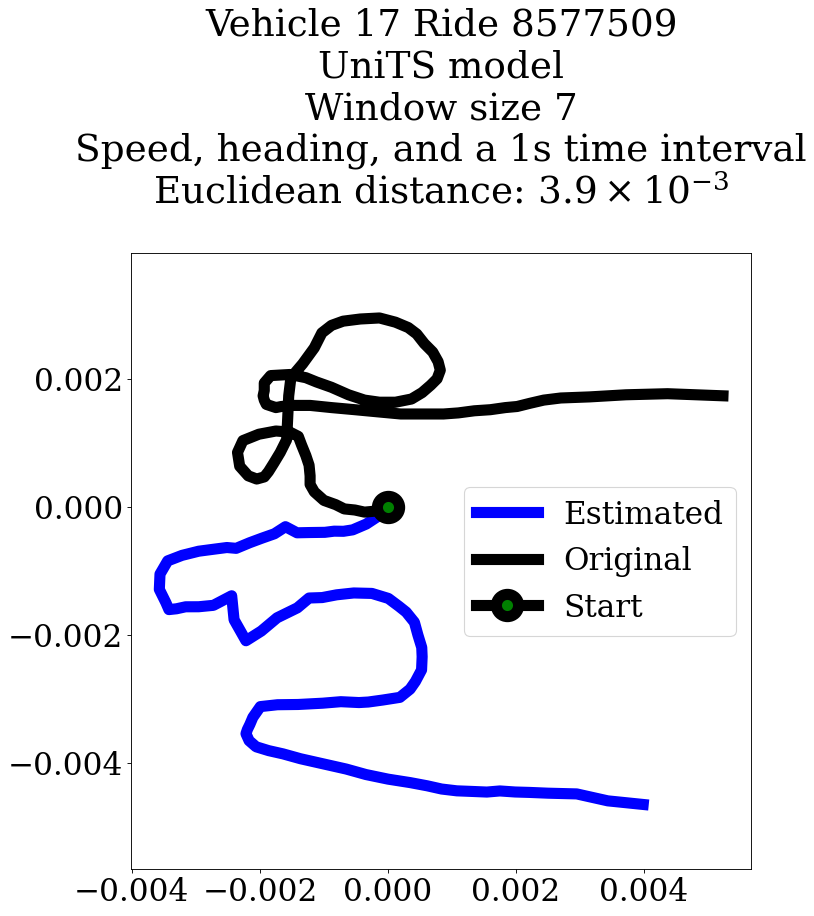 Vehicle 17 Ride 8577509
UniTS model
Window size 7
Speed, heading, and a 1s time interval
Euclidean distance: 3.9 × 10⁻³
0.002
0.000
−0.002
−0.004
Estimated
Original
Start
−0.004 −0.002 0.000 0.002 0.004